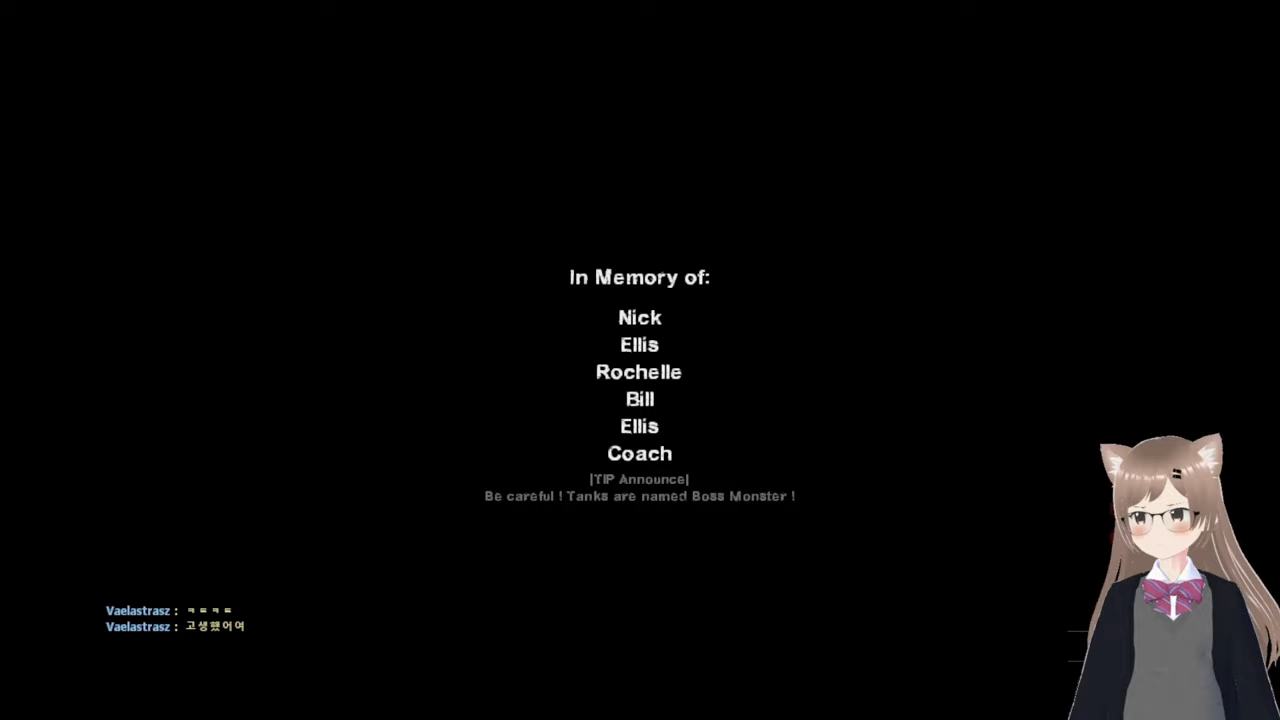 In Memory of:
Nick
Ellis
Rochelle
Bill
Ellis
Coach
|TIP Announce|
Be careful ! Tanks are named Boss Monster !
Vaelastrasz : ㅋㅌㅋㅌ
Vaelastrasz : 고생했어여